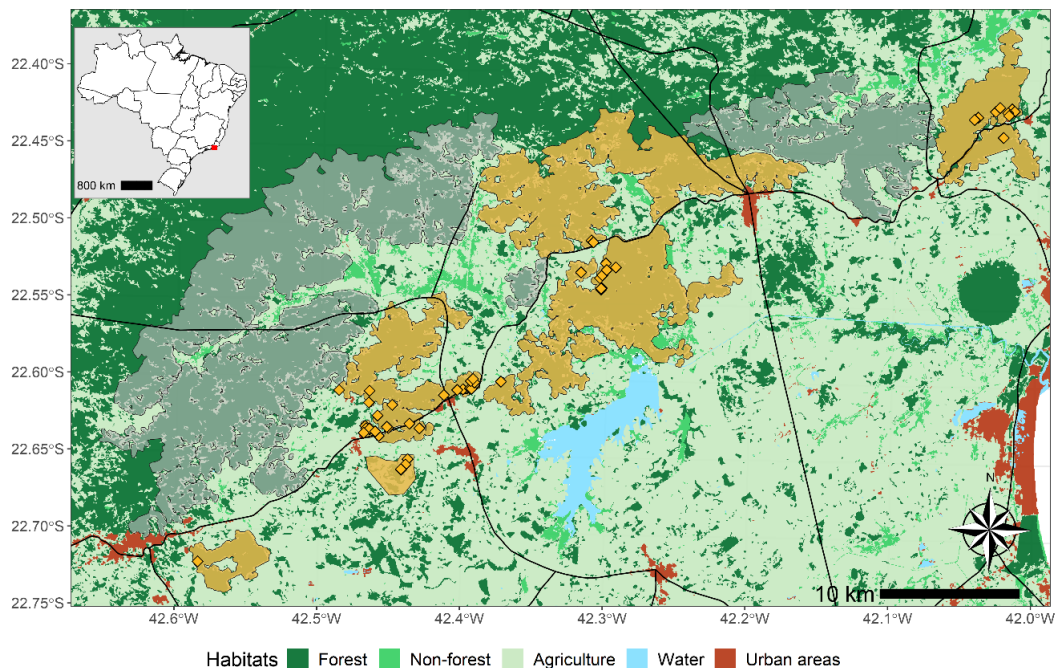 800 km
22.40°S
22.45°S
22.50°S
22.55°S
22.60°S
22.65°S
22.70°S
22.75°S
N
10 km
42.6°W
42.5°W
42.4°W
42.3°W
42.2°W
42.1°W
42.0°W
Habitats Forest Non-forest Agriculture Water Urban areas